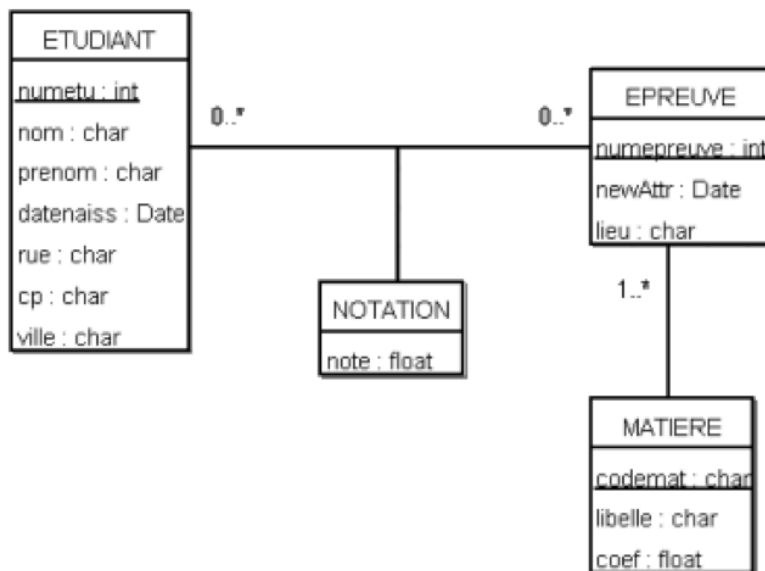 ETUDIANT
numetu : int
nom : char
prenom : char
datenaiss : Date
rue : char
cp : char
ville : char
0..*
0..*
EPREUVE
numepreuve : int
newAttr : Date
lieu : char
1..*
NOTATION
note : float
MATIERE
codemat : char
libelle : char
coef : float